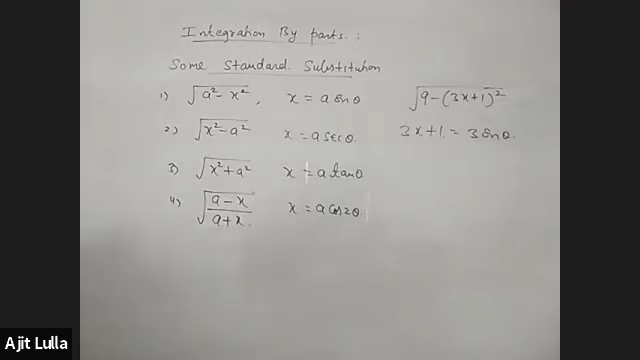 Integration By parts :
Some Standard Substitution
1) √(a² - x²) , x = a sinθ
√(9 - (3x+1)²)
2) √(x² - a²) x = a secθ.
3x+1 = 3 sinθ.
3) √(x² + a²) x = a tanθ
4) √((a - x)/(a + x)) x = a cos2θ
Ajit Lulla